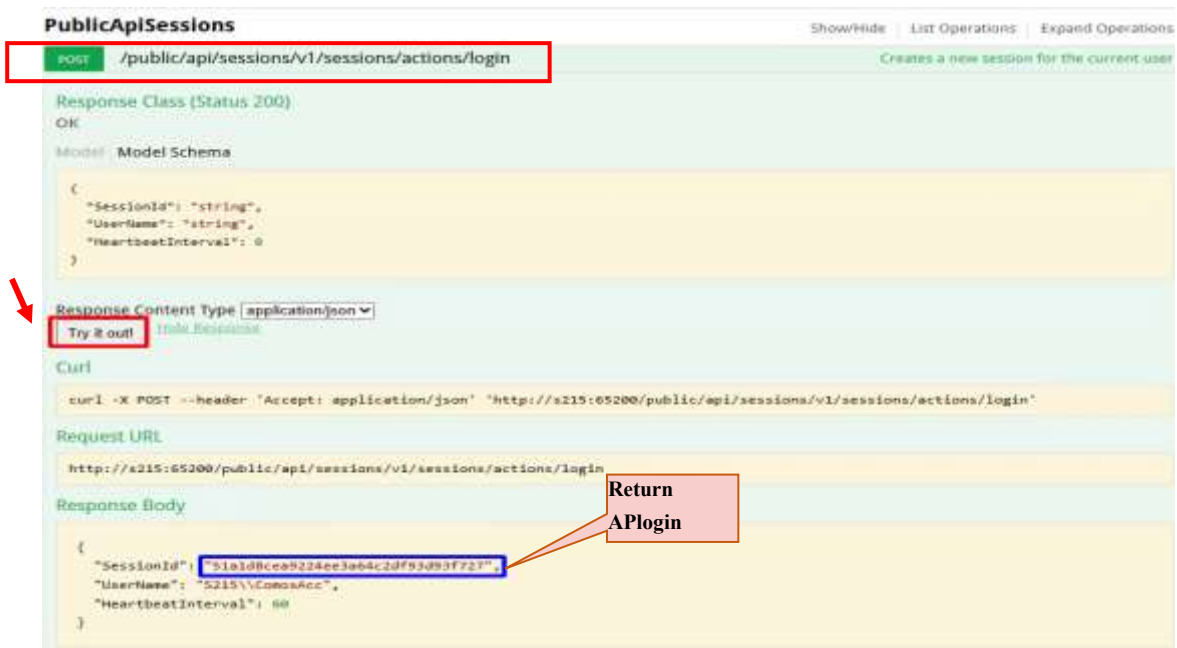 PublicApiSessions
Show/Hide List Operations Expand Operations
POST /public/api/sessions/v1/sessions/actions/login Creates a new session for the current user
Response Class (Status 200)
OK
Model Model Schema
{
"SessionId": "string",
"UserName": "string",
"HeartbeatInterval": 0
}
Response Content Type application/json
Try it out! Hide Response
Curl
curl -X POST --header 'Accept: application/json' 'http://s215:65200/public/api/sessions/v1/sessions/actions/login'
Request URL
http://s215:65200/public/api/sessions/v1/sessions/actions/login
Return
APlogin
Response Body
{
"SessionId":
"UserName": "S215\\ComosAcc",
"HeartbeatInterval": 60
}